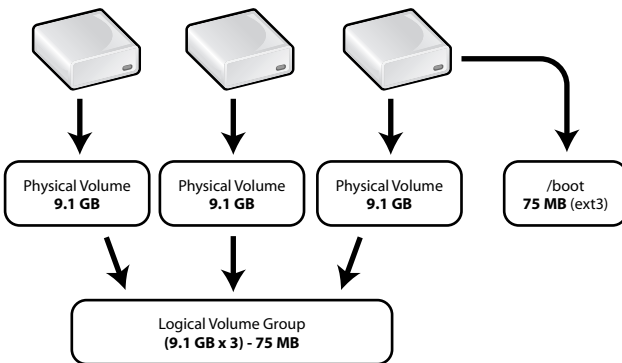 Physical Volume
9.1 GB
Physical Volume
9.1 GB
Physical Volume
9.1 GB
/boot
75 MB (ext3)
Logical Volume Group
(9.1 GB x 3) - 75 MB